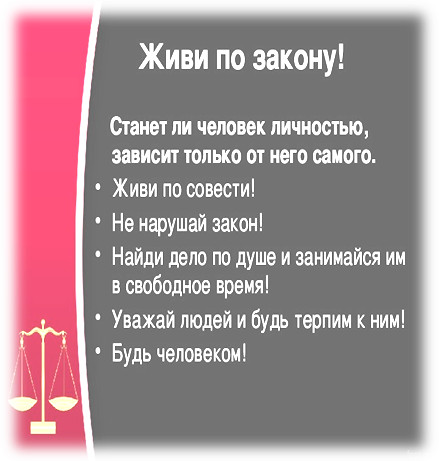 Живи по закону!
Станет ли человек личностью,
зависит только от него самого.
• Живи по совести!
• Не нарушай закон!
• Найди дело по душе и занимайся им
в свободное время!
• Уважай людей и будь терпим к ним!
• Будь человеком!